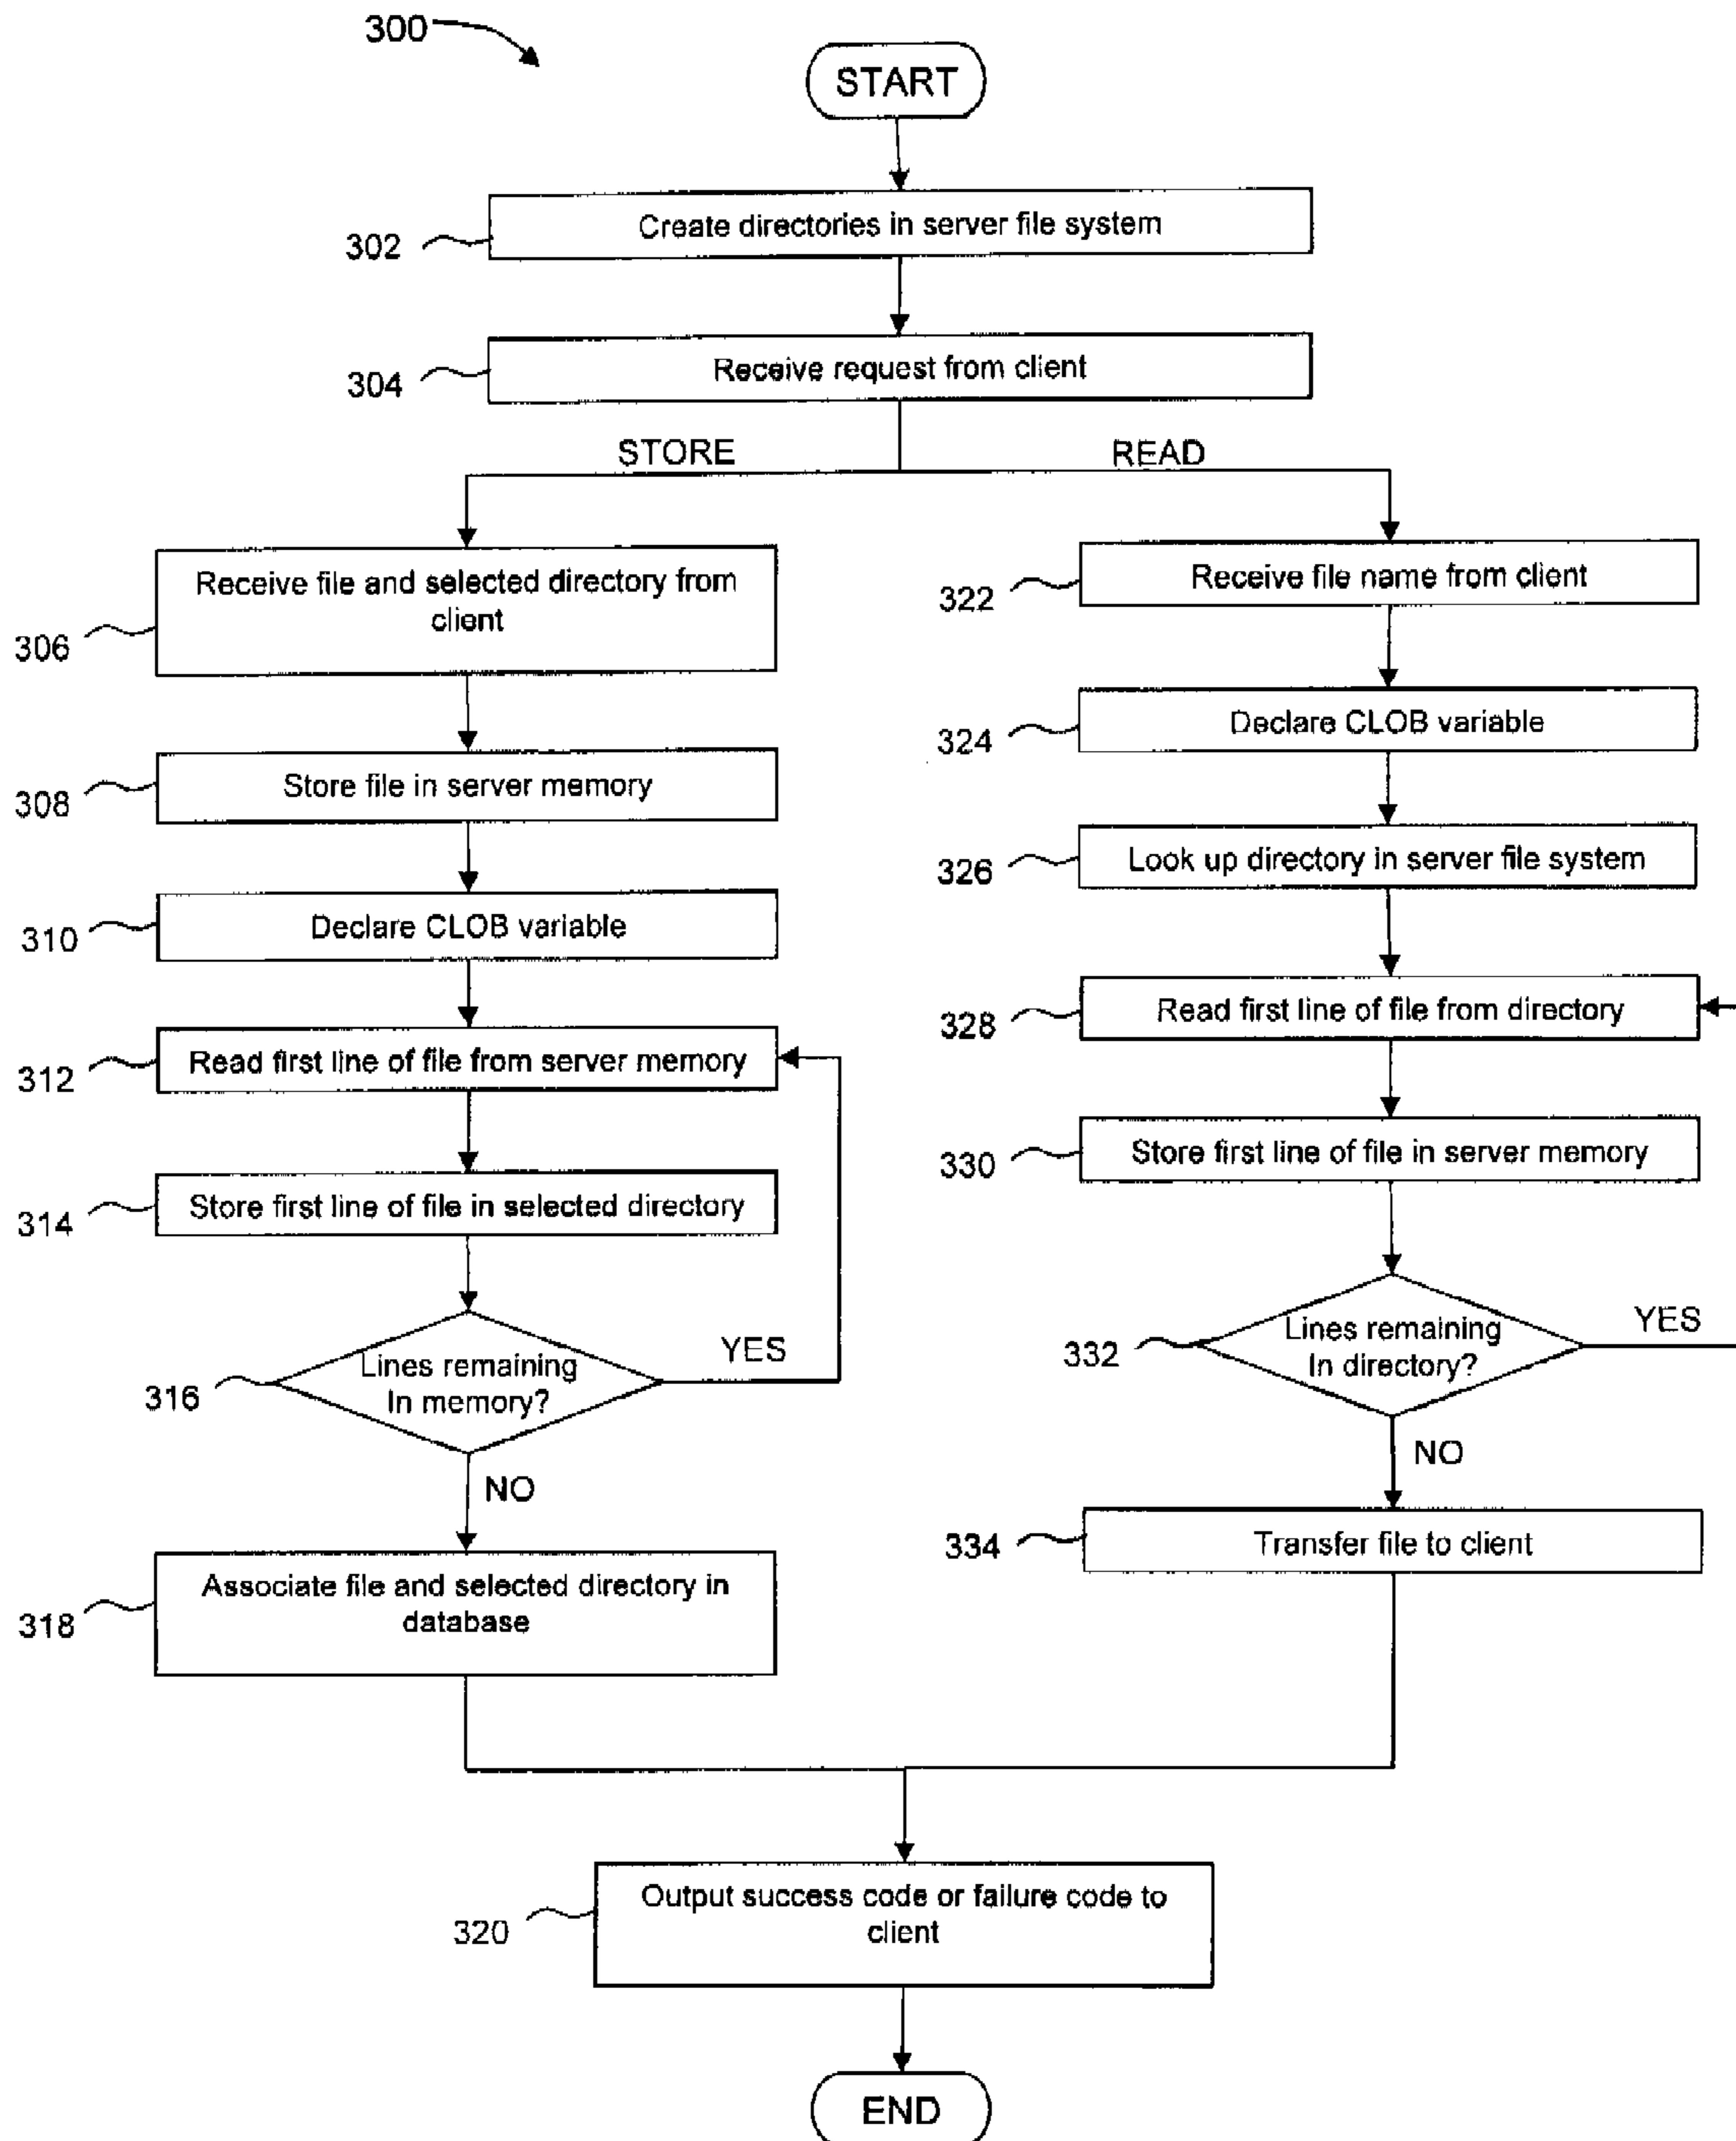 300
START
302
Create directories in server file system
304
Receive request from client
STORE
READ
306
Receive file and selected directory from
client
308
Store file in server memory
310
Declare CLOB variable
312
Read first line of file from server memory
314
Store first line of file in selected directory
316
Lines remaining
In memory?
YES
NO
318
Associate file and selected directory in
database
322
Receive file name from client
324
Declare CLOB variable
326
Look up directory in server file system
328
Read first line of file from directory
330
Store first line of file in server memory
332
Lines remaining
In directory?
YES
NO
334
Transfer file to client
320
Output success code or failure code to
client
END